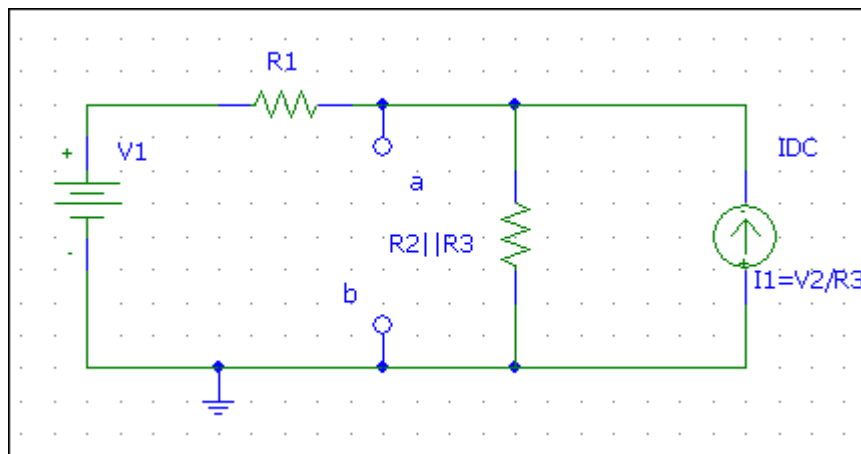 R1
+
V1
IDC
a
R2||R3
-
b
-
+
I1=V2/R3